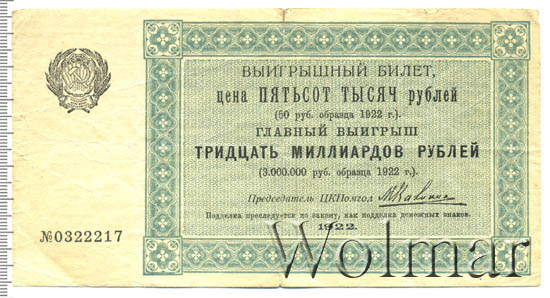 ВЫИГРЫШНЫЙ БИЛЕТ,
цена ПЯТЬСОТ ТЫСЯЧ рублей
(50 руб. образца 1922 г.).
ГЛАВНЫЙ ВЫИГРЫШ
ТРИДЦАТЬ МИЛЛИАРДОВ РУБЛЕЙ
(3.000.000 руб. образца 1922 г.).
Председатель ЦКПомгол МКалинин
Подделка преследуется по закону, как подделка денежных знаков.
1922.
№0322217
Wolmar